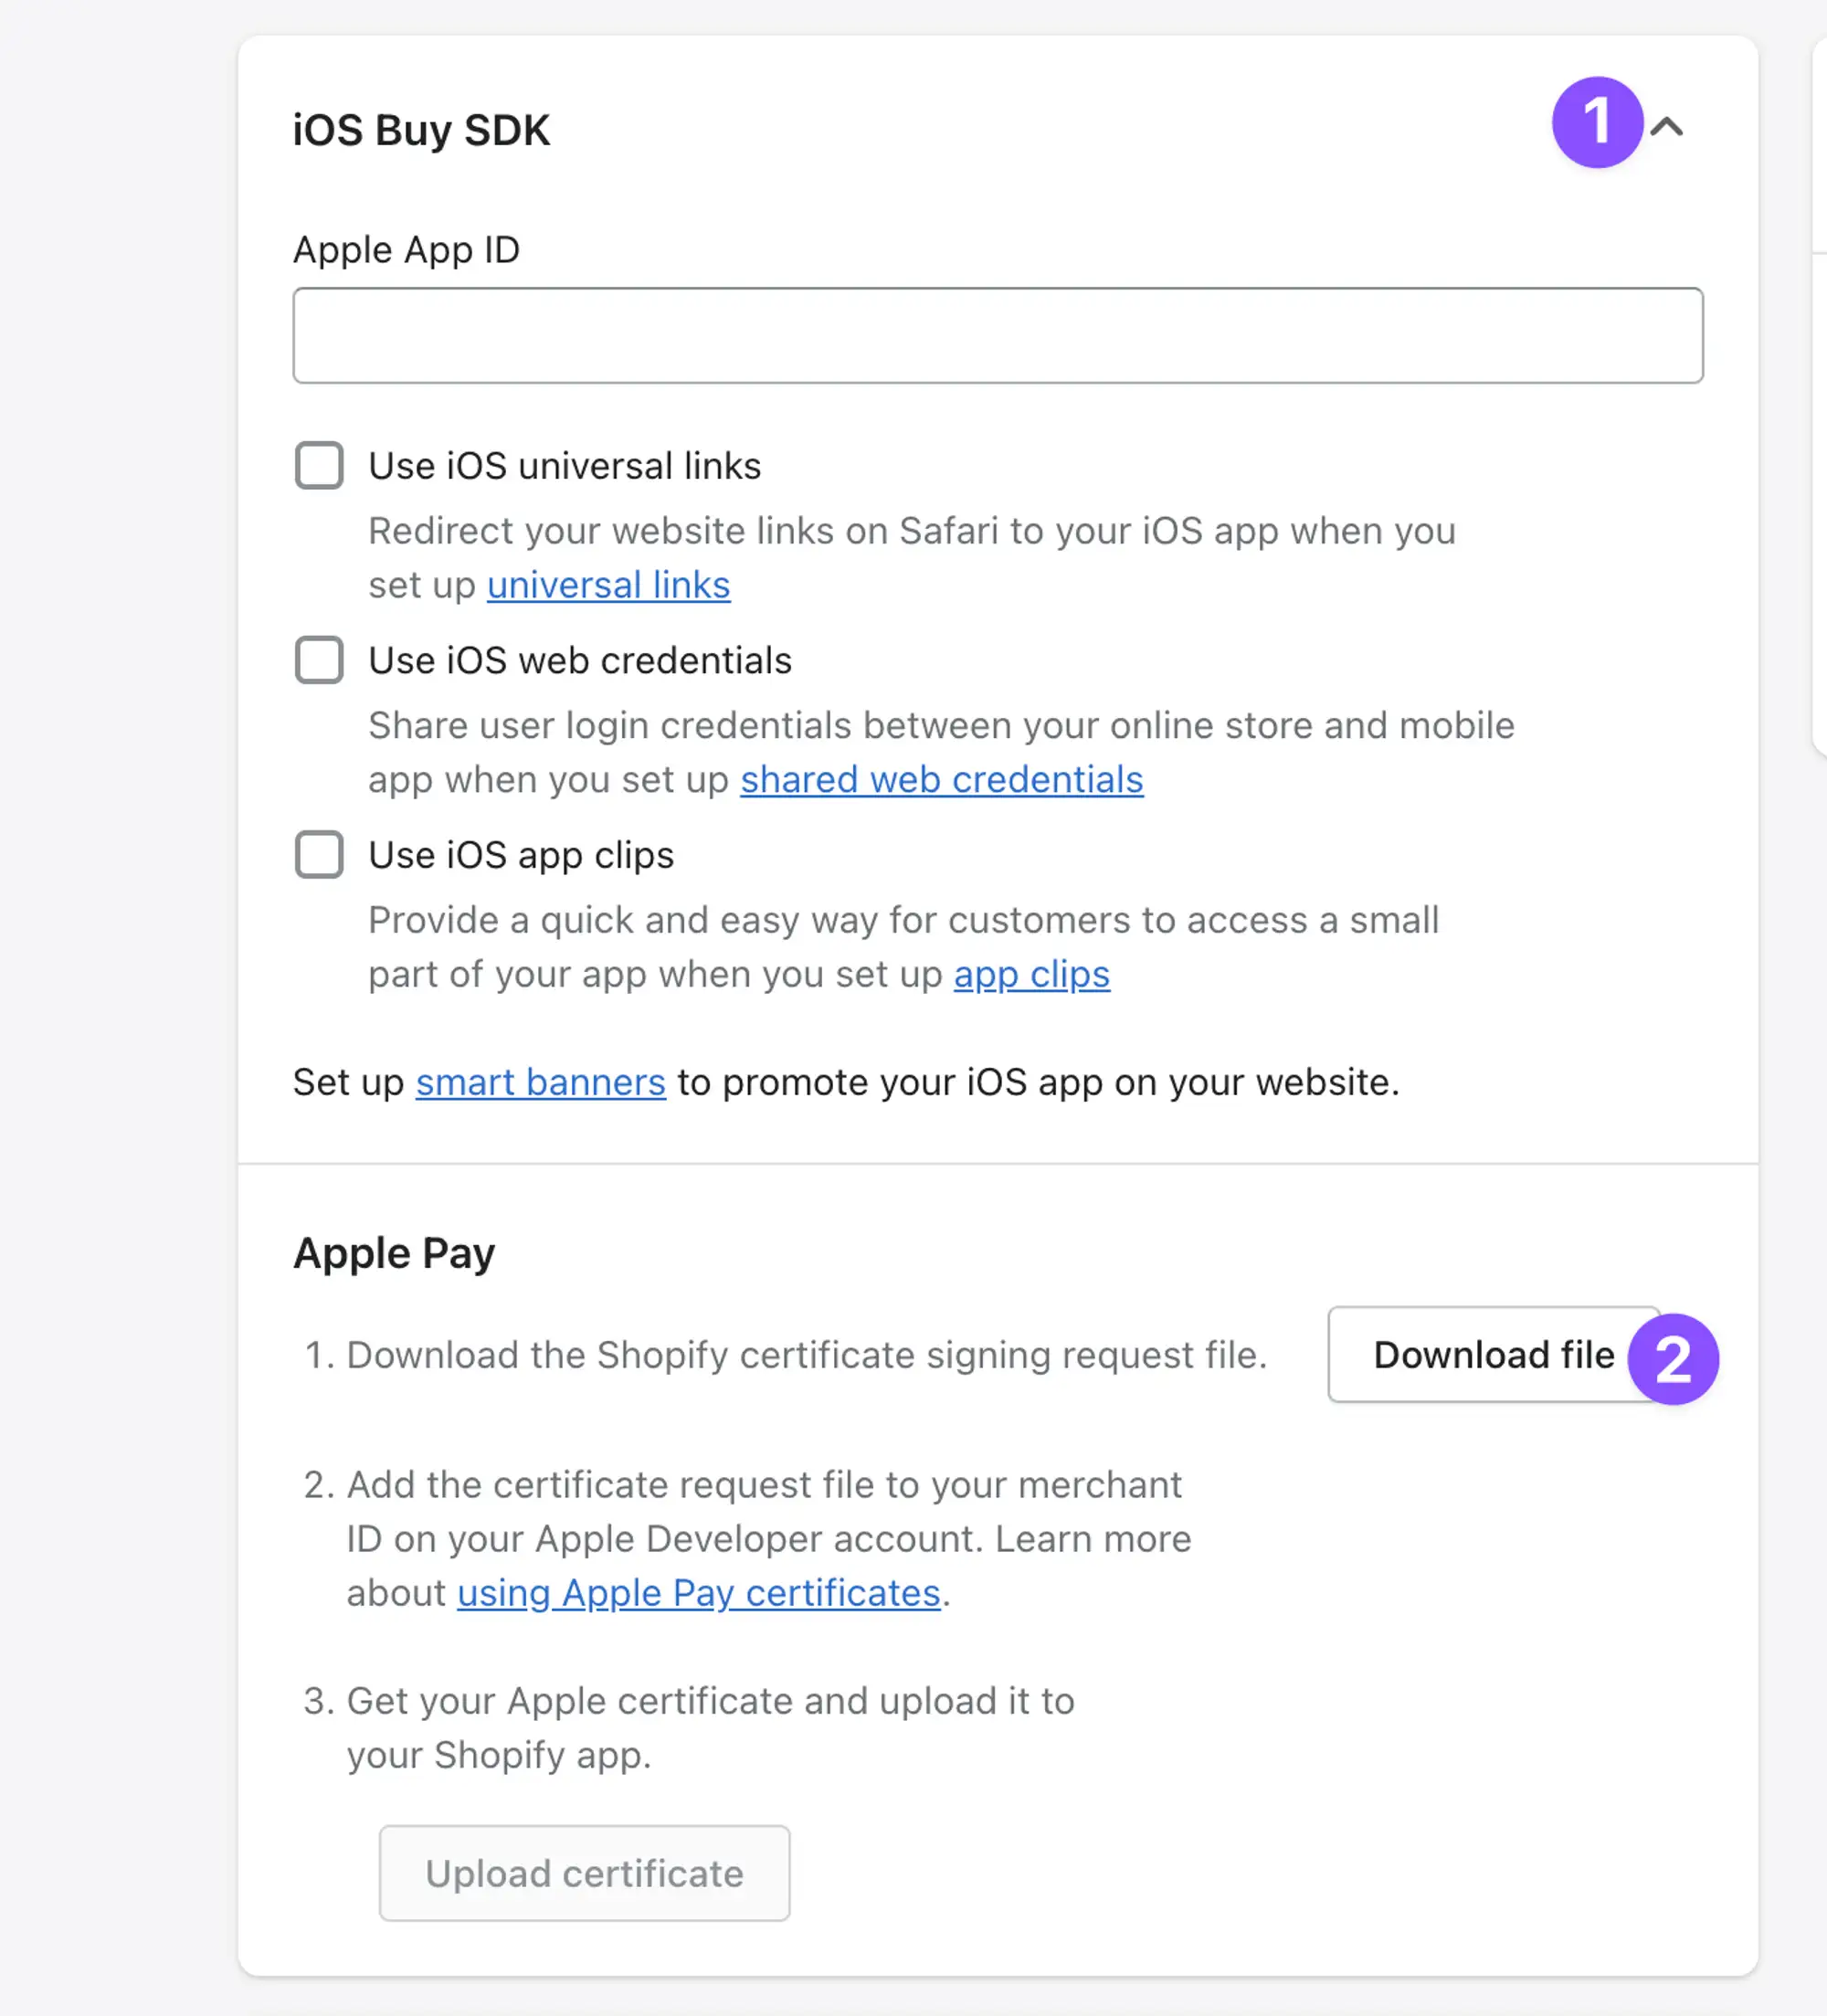 iOS Buy SDK
1
Apple App ID
Use iOS universal links
Redirect your website links on Safari to your iOS app when you
set up universal links
Use iOS web credentials
Share user login credentials between your online store and mobile
app when you set up shared web credentials
Use iOS app clips
Provide a quick and easy way for customers to access a small
part of your app when you set up app clips
Set up smart banners to promote your iOS app on your website.
Apple Pay
1. Download the Shopify certificate signing request file.
Download file
2
2. Add the certificate request file to your merchant
ID on your Apple Developer account. Learn more
about using Apple Pay certificates.
3. Get your Apple certificate and upload it to
your Shopify app.
Upload certificate